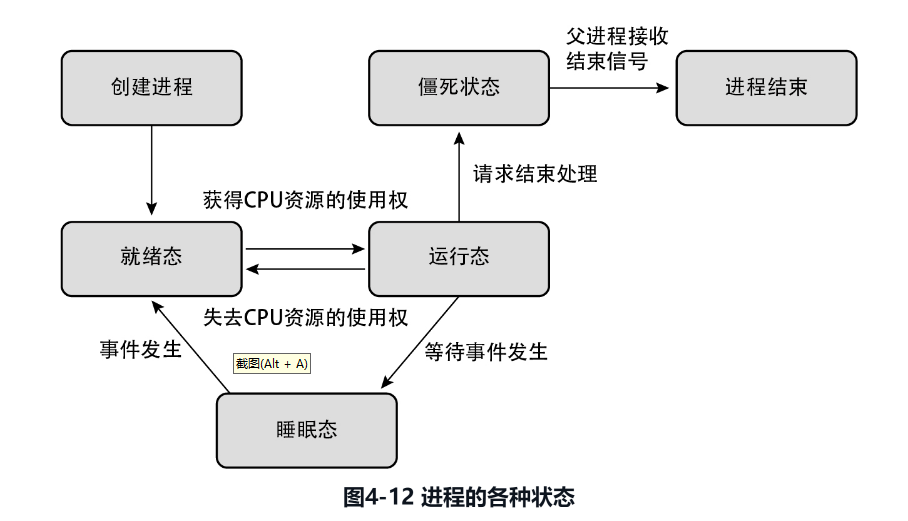 父进程接收
结束信号
创建进程
僵死状态
进程结束
请求结束处理
获得CPU资源的使用权
就绪态
运行态
失去CPU资源的使用权
事件发生
截图(Alt + A)
等待事件发生
睡眠态
图4-12 进程的各种状态